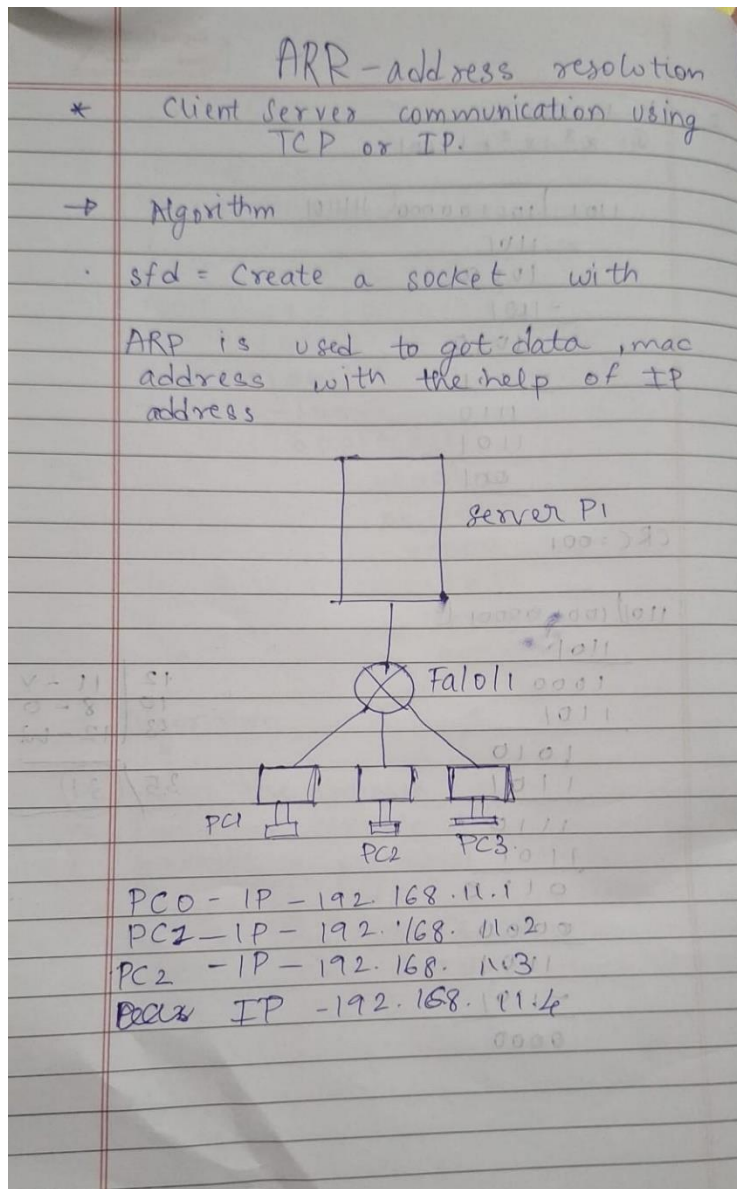 ARR - address resolution
* Client Server communication using
TCP or IP.
→ Algorithm
. sfd = Create a socket with
ARP is used to got data, mac
address with the help of IP
address
server P1
Fa10/1
PC1
PC2
PC3.
PC0 - IP - 192. 168. 11. 1
PC1 - IP - 192. 168. 11. 2
PC2 - IP - 192. 168. 11. 3
IP - 192. 168. 11. 4